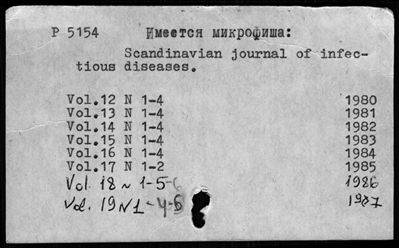 P 5154 Имеется микрофиша:
Scandinavian journal of infec-
tious diseases.
Vol.12 N 1-4 1980
Vol.13 N 1-4 1981
Vol.14 N 1-4 1982
Vol.15 N 1-4 1983
Vol.16 N 1-4 1984
Vol.17 N 1-2 1985
Vol. 18 N 1-5-6 1986
Vol. 19 N 1-4-6 1987